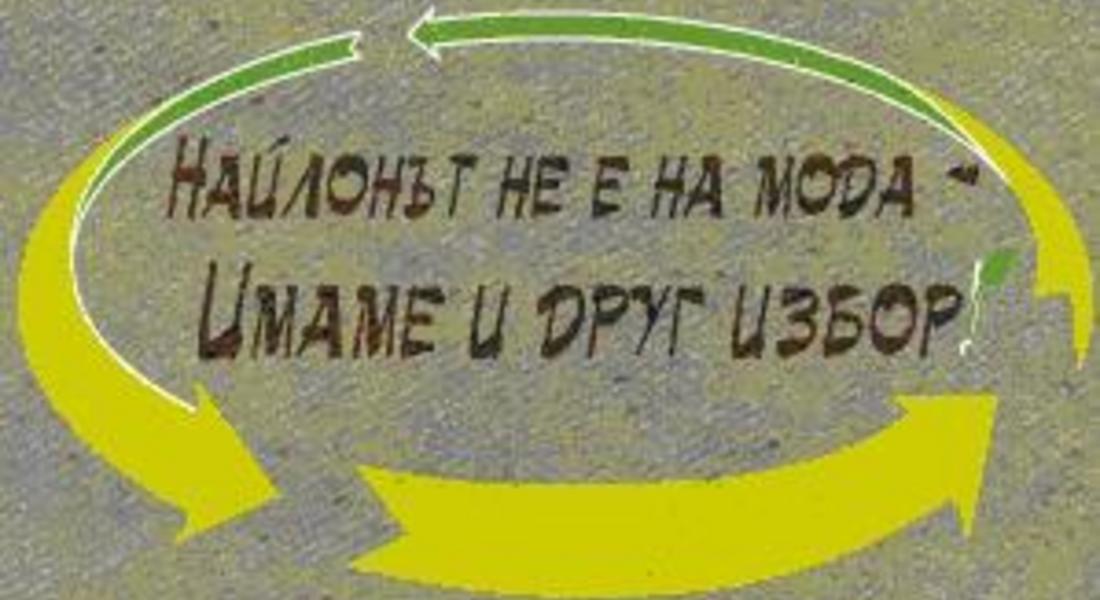 Найлонът не е на мода -
Имаме и друг избор!